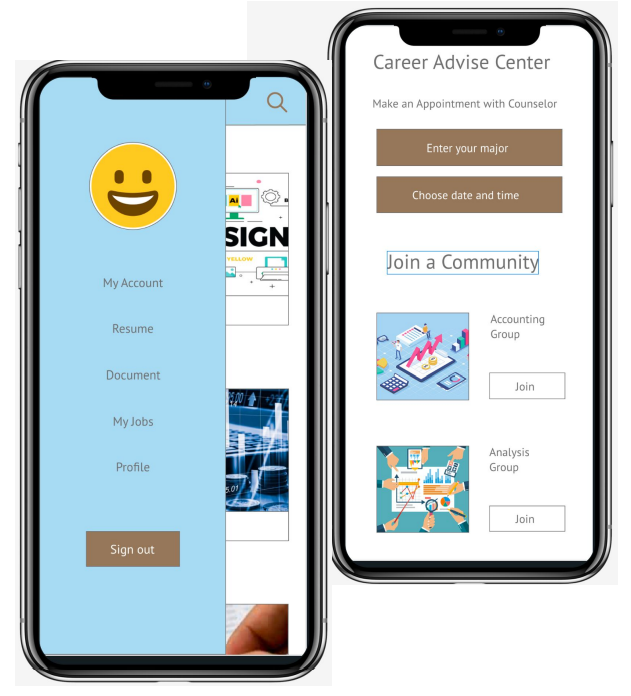 Ai
SIGN
YELLOW
My Account
Resume
Document
My Jobs
Profile
Sign out
Career Advise Center
Make an Appointment with Counselor
Enter your major
Choose date and time
Join a Community
Accounting
Group
Join
Analysis
Group
Join